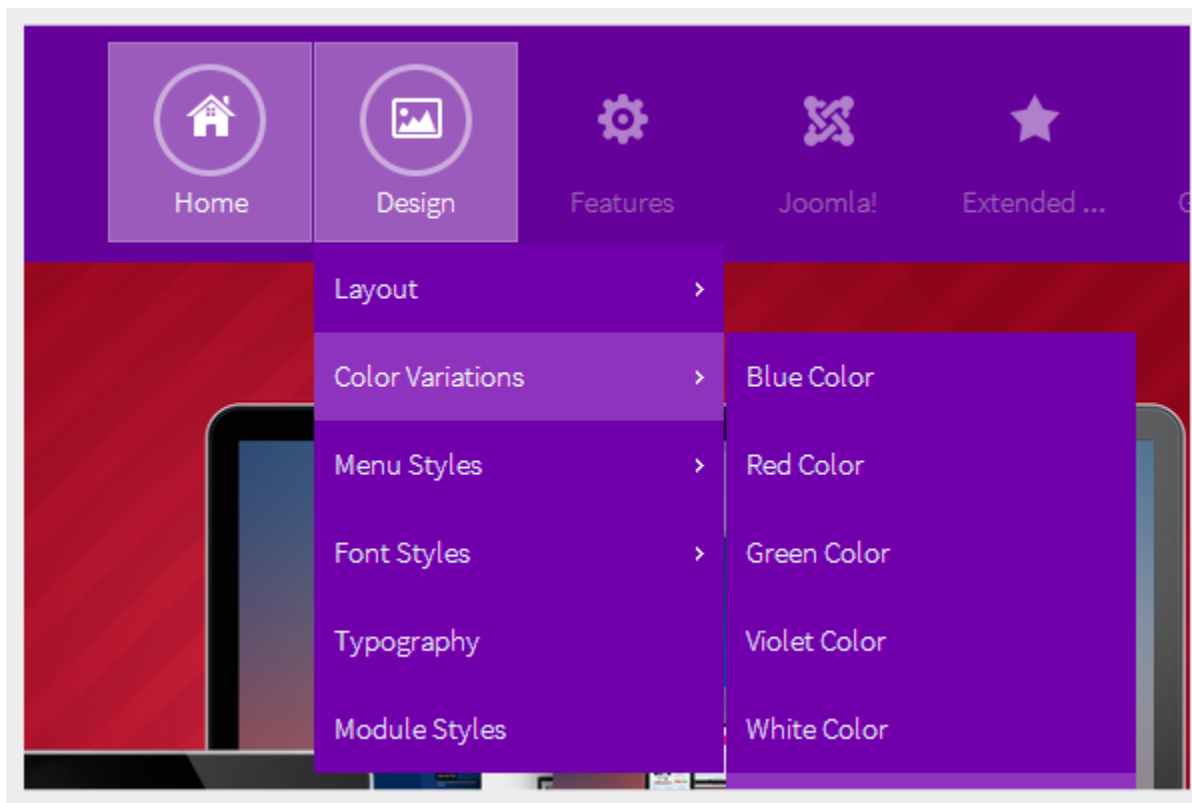 Home
Design
Features
Joomla!
Extended ...
Layout
Color Variations
Menu Styles
Font Styles
Typography
Module Styles
Blue Color
Red Color
Green Color
Violet Color
White Color